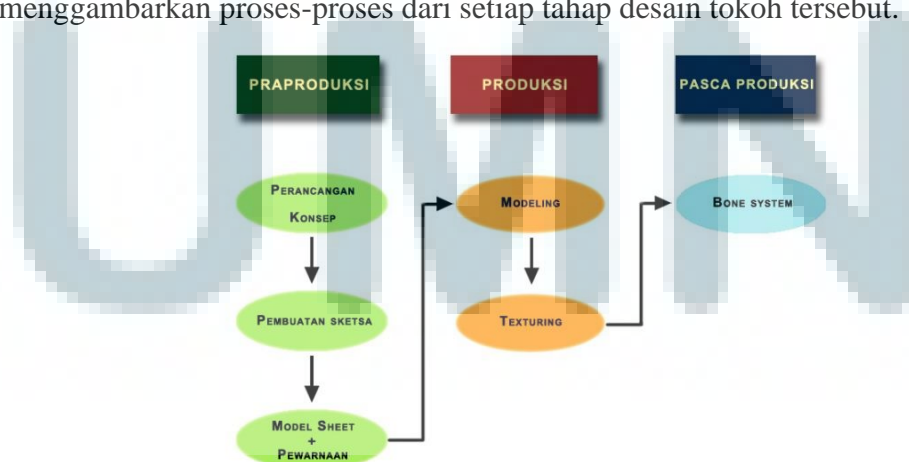 menggambarkan proses-proses dari setiap tahap desain tokoh tersebut.
PRAPRODUKSI
PRODUKSI
PASCA PRODUKSI
PERANCANGAN
KONSEP
MODELING
BONE SYSTEM
PEMBUATAN SKETSA
TEXTURING
MODEL SHEET
+
PEWARNAAN
UMN